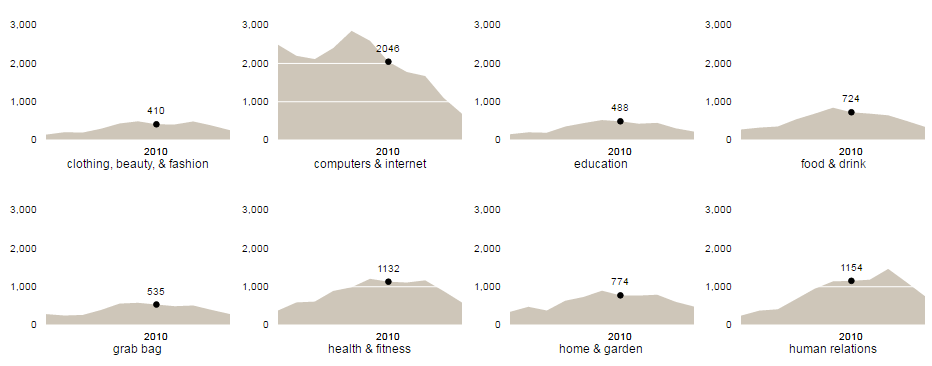 3,000 3,000 3,000 3,000
2046
2,000 2,000 2,000 2,000
1,000 410 1,000 1,000 488 1,000 724
0 0 0 0
2010 2010 2010 2010
clothing, beauty, & fashion computers & internet education food & drink
3,000 3,000 3,000 3,000
2,000 2,000 2,000 2,000
1,000 535 1,000 1132 1,000 774 1,000 1154
0 0 0 0
2010 2010 2010 2010
grab bag health & fitness home & garden human relations